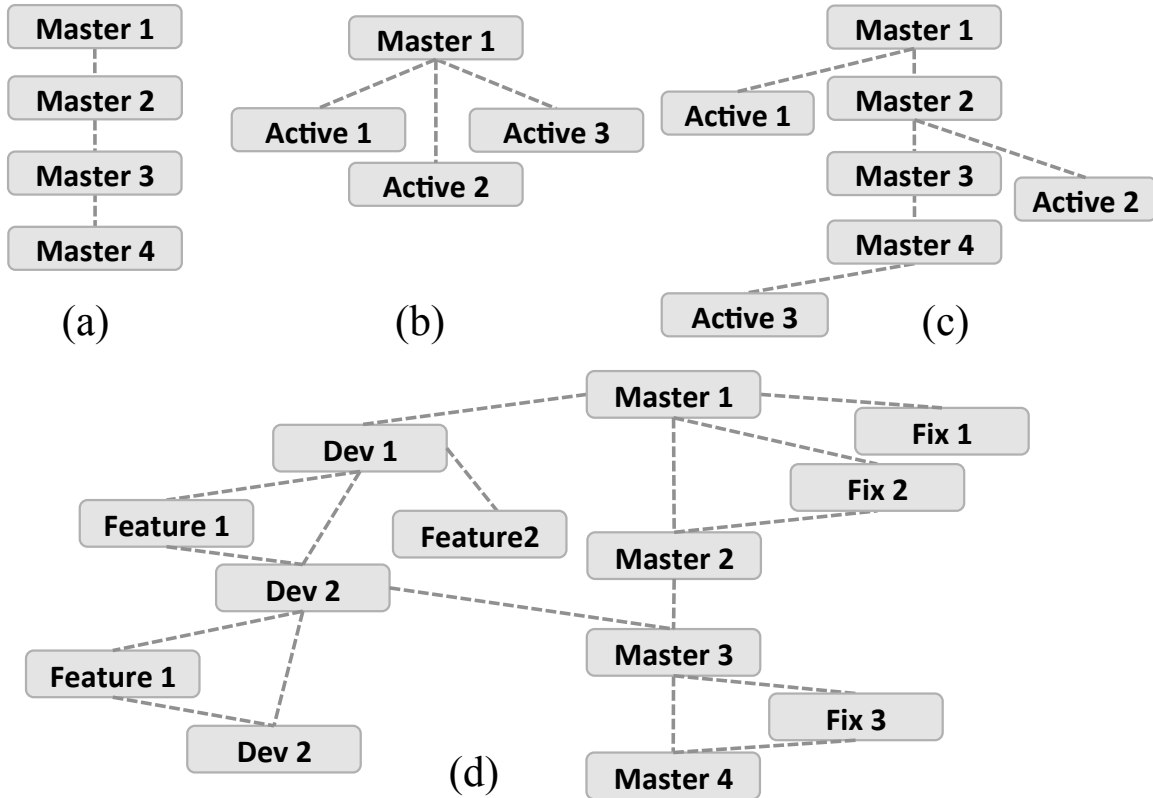 Master 1
Master 2
Master 3
Master 4
(a)
Master 1
Active 1
Active 3
Active 2
(b)
Master 1
Active 1
Master 2
Master 3
Active 2
Master 4
Active 3
(c)
Master 1
Fix 1
Dev 1
Fix 2
Feature 1
Feature2
Master 2
Dev 2
Master 3
Feature 1
Fix 3
Dev 2
Master 4
(d)